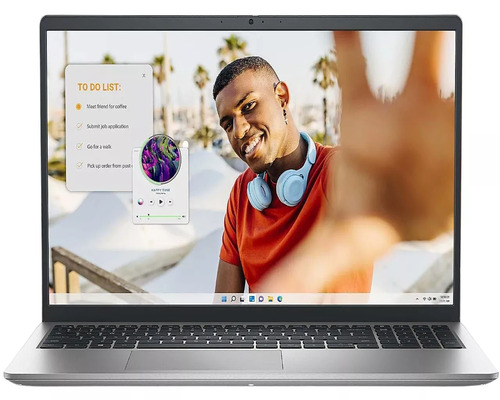 TO DO LIST:
Meet friend for coffee
Submit job application
Go for a walk
Pick up order from post
HAPPY TUNE